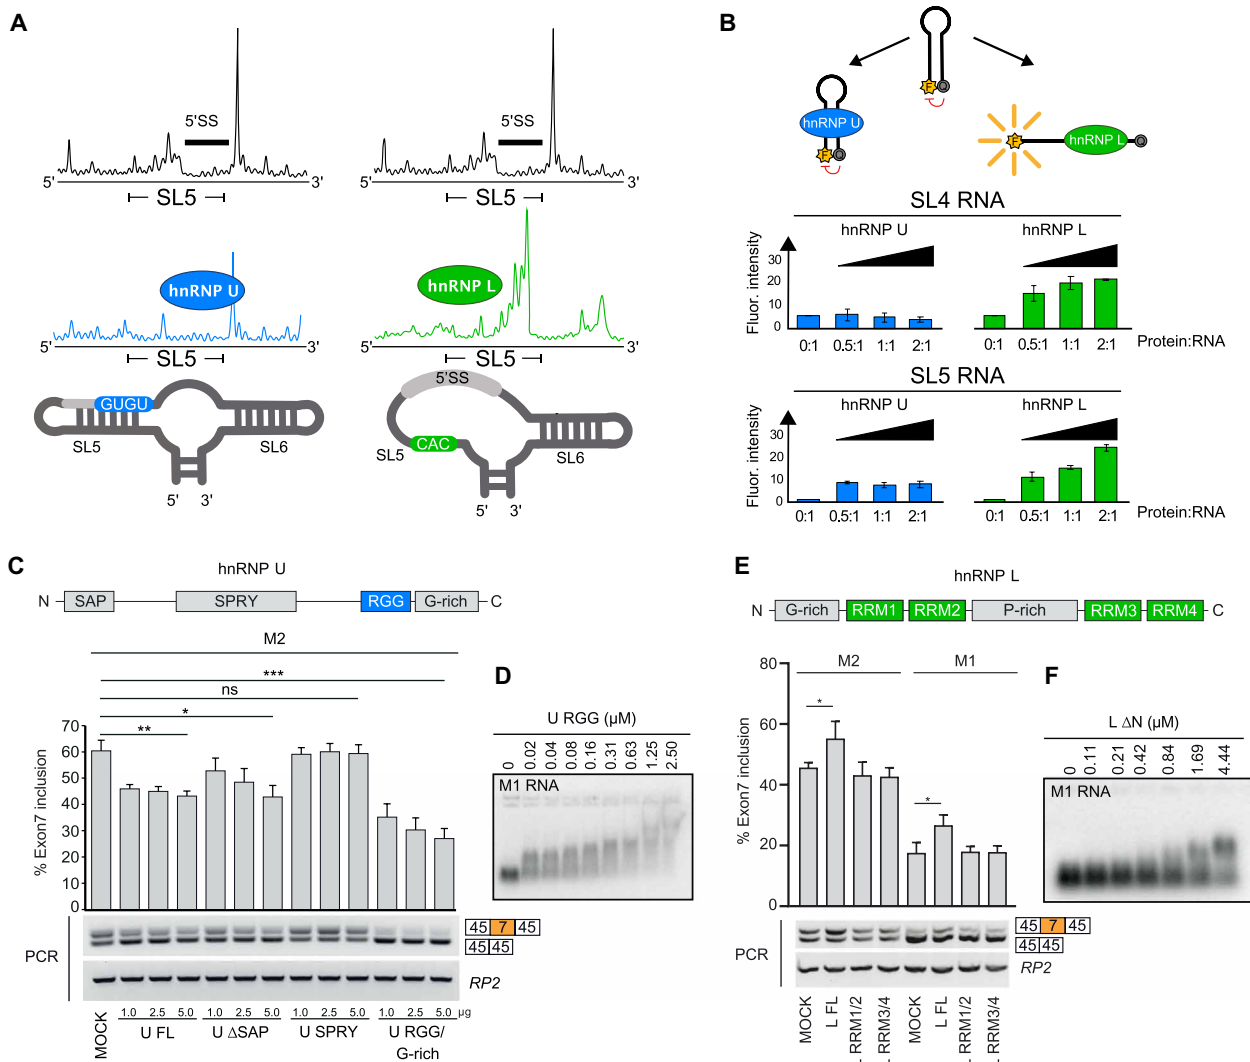 A
5'SS
5'
3'
SL5
5'SS
5'
3'
SL5
hnRNP U
5'
3'
SL5
hnRNP L
5'
3'
SL5
GUGU
SL5
SL6
5'
3'
5'SS
CAC
SL5
SL6
5'
3'
B
F
Q
hnRNP U
F
Q
F
hnRNP L
Q
SL4 RNA
hnRNP U
hnRNP L
Fluor. intensity
30
20
10
0
0:1 0.5:1 1:1 2:1
0:1 0.5:1 1:1 2:1
Protein:RNA
SL5 RNA
hnRNP U
hnRNP L
Fluor. intensity
30
20
10
0
0:1 0.5:1 1:1 2:1
0:1 0.5:1 1:1 2:1
Protein:RNA
C
hnRNP U
N SAP SPRY RGG G-rich C
M2
***
ns
*
**
% Exon7 inclusion
70
60
50
40
30
20
10
0
PCR
45 7 45
45 45
RP2
MOCK
1.0 2.5 5.0 1.0 2.5 5.0 1.0 2.5 5.0 1.0 2.5 5.0 µg
U FL U ΔSAP U SPRY U RGG/
G-rich
D
U RGG (µM)
0 0.02 0.04 0.08 0.16 0.31 0.63 1.25 2.50
M1 RNA
E
hnRNP L
N G-rich RRM1 RRM2 P-rich RRM3 RRM4 C
% Exon7 inclusion
80
60
40
20
0
M2 M1
*
*
PCR
45 7 45
45 45
RP2
MOCK
L FL
RRM1/2
RRM3/4
MOCK
L FL
RRM1/2
RRM3/4
F
L ΔN (µM)
0 0.11 0.21 0.42 0.84 1.69 4.44
M1 RNA